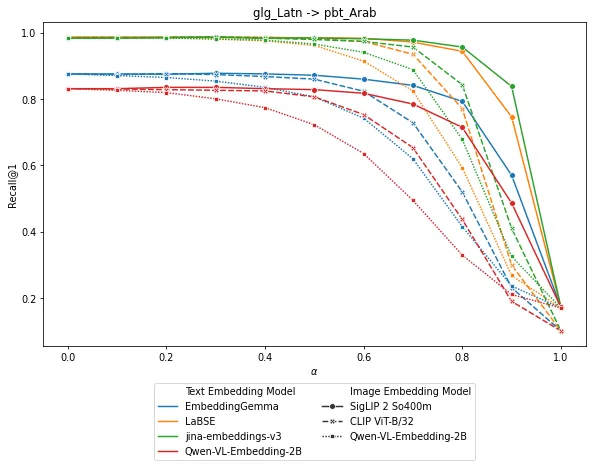 glg_Latn -> pbt_Arab
Recall@1
1.0
0.8
0.6
0.4
0.2
0.0
0.2
0.4
0.6
0.8
1.0
α
Text Embedding Model
EmbeddingGemma
LaBSE
jina-embeddings-v3
Qwen-VL-Embedding-2B
Image Embedding Model
SigLIP 2 So400m
CLIP ViT-B/32
Qwen-VL-Embedding-2B